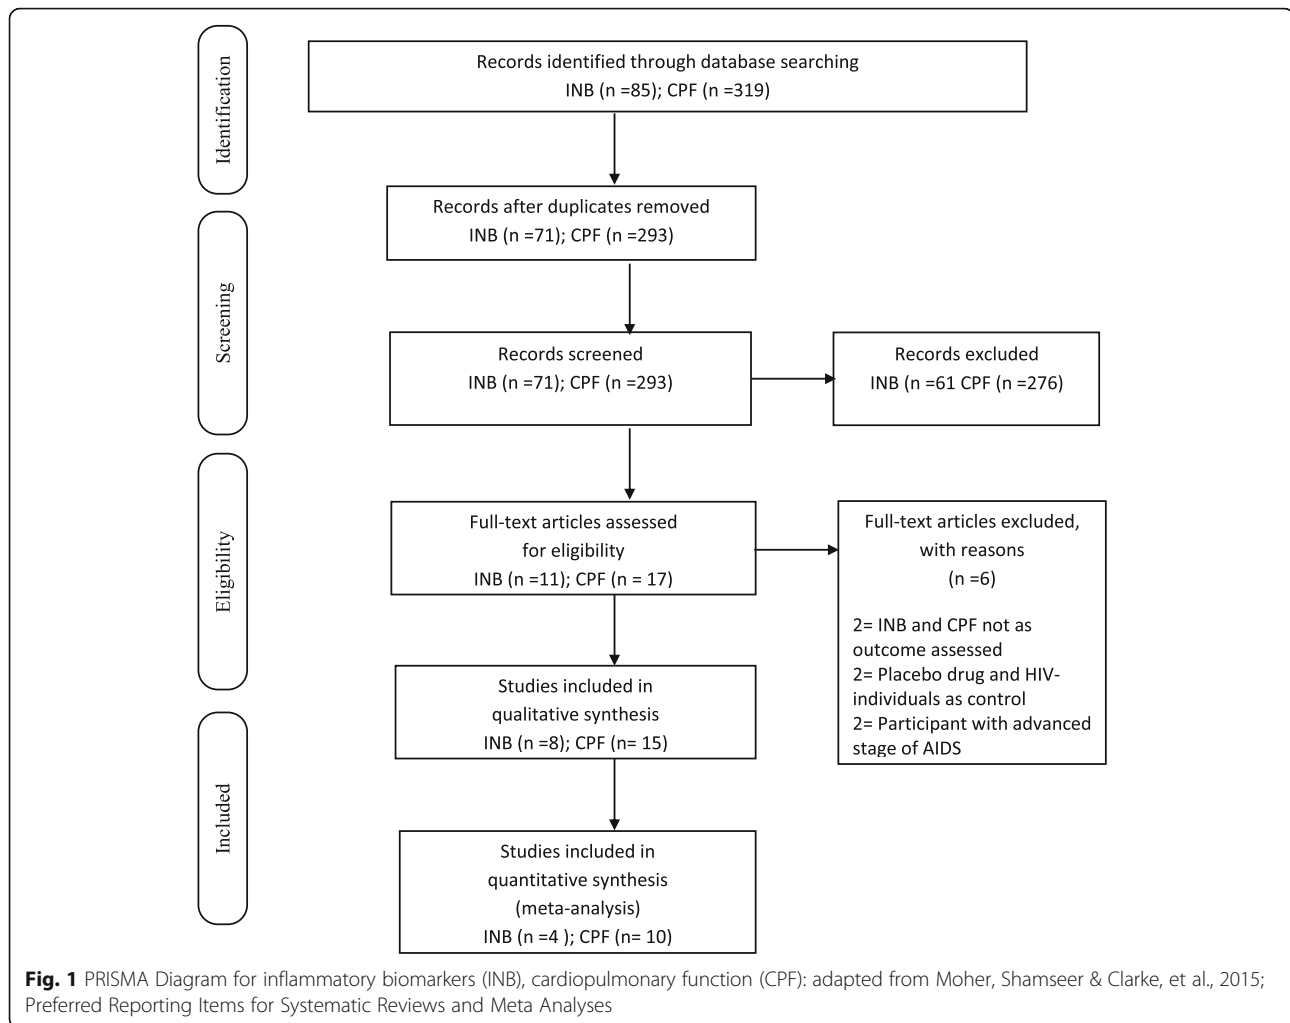 Identification
Records identified through database searching
INB (n =85); CPF (n =319)
Records after duplicates removed
INB (n =71); CPF (n =293)
Screening
Records screened
INB (n =71); CPF (n =293)
Records excluded
INB (n =61 CPF (n =276)
Eligibility
Full-text articles assessed
for eligibility
INB (n =11); CPF (n = 17)
Full-text articles excluded,
with reasons
(n =6)
2= INB and CPF not as
outcome assessed
2= Placebo drug and HIV-
individuals as control
2= Participant with advanced
stage of AIDS
Studies included in
qualitative synthesis
INB (n =8); CPF (n= 15)
Included
Studies included in
quantitative synthesis
(meta-analysis)
INB (n =4 ); CPF (n= 10)
Fig. 1 PRISMA Diagram for inflammatory biomarkers (INB), cardiopulmonary function (CPF): adapted from Moher, Shamseer & Clarke, et al., 2015;
Preferred Reporting Items for Systematic Reviews and Meta Analyses